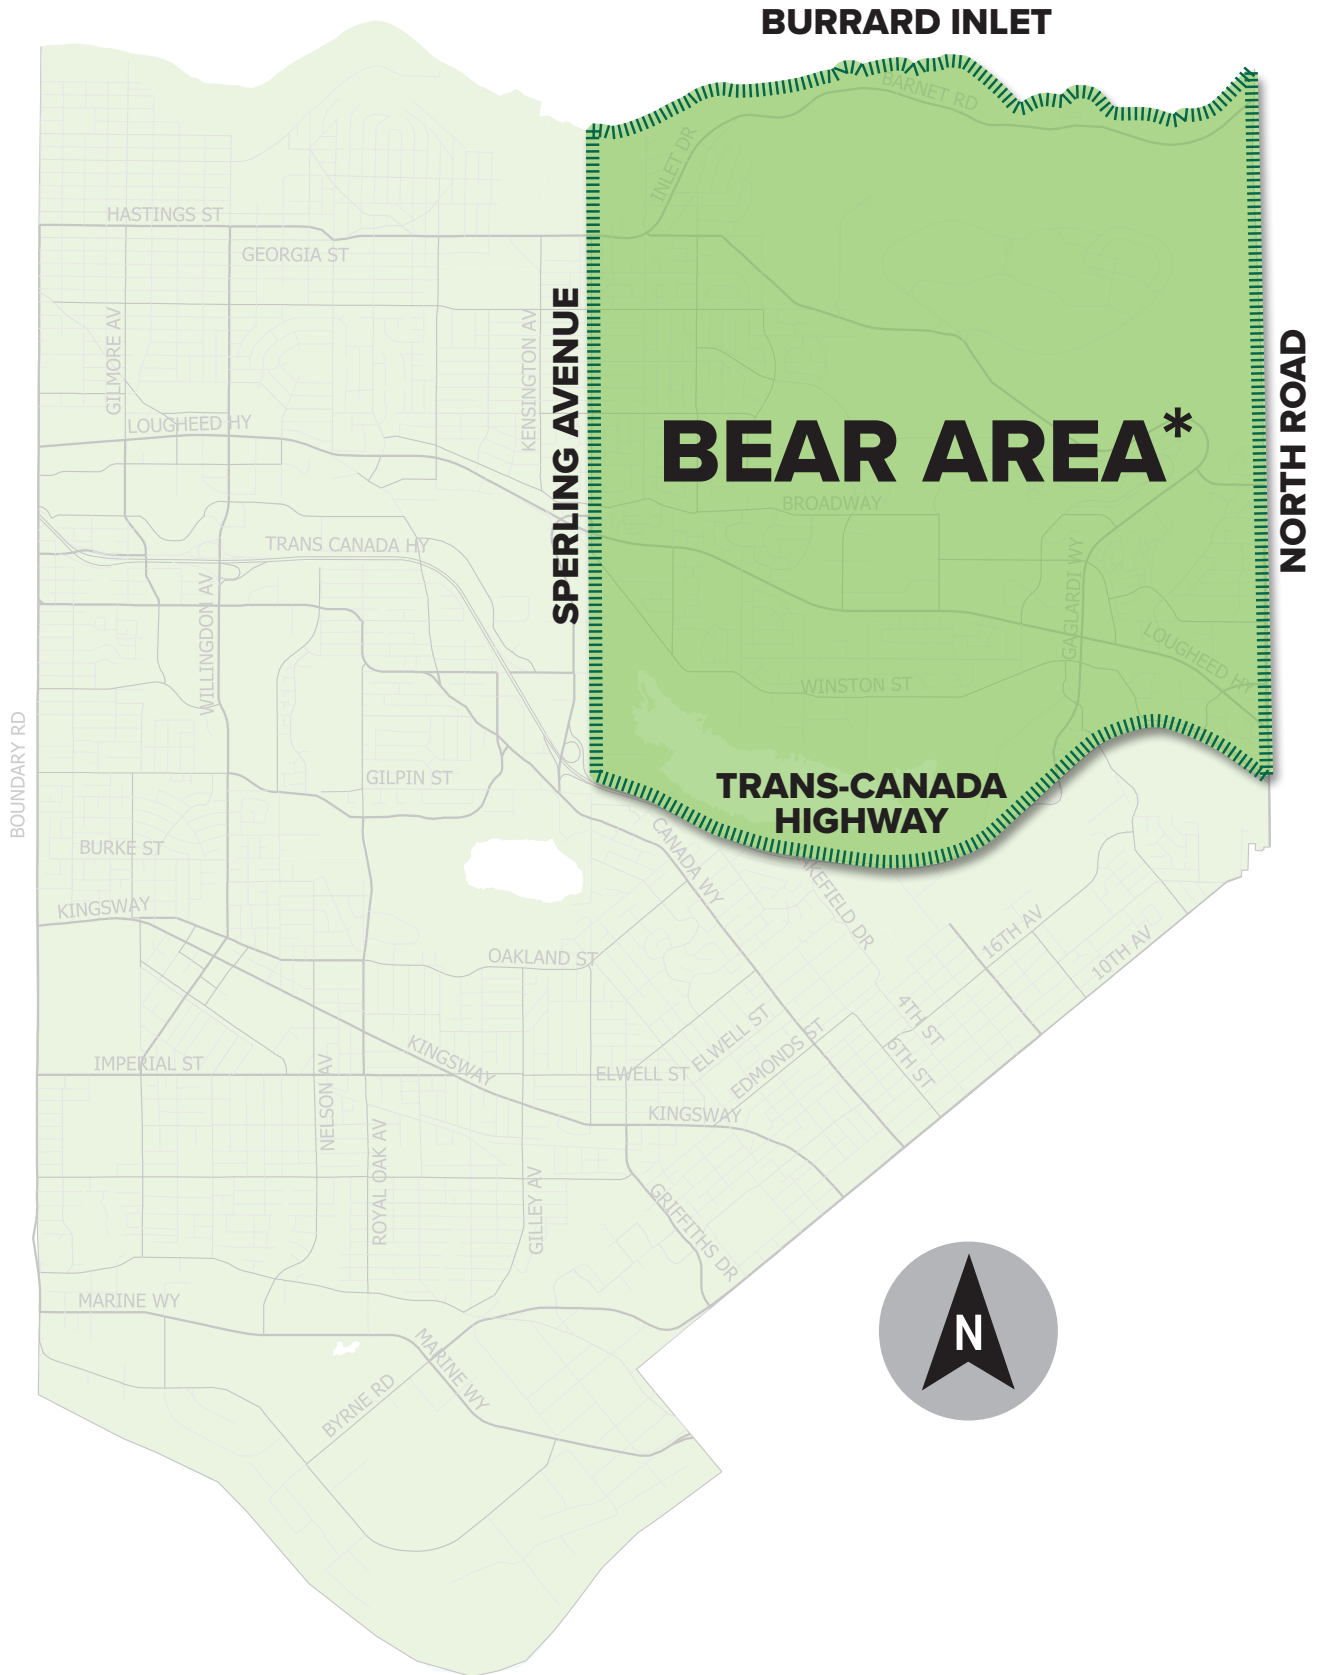 BURRARD INLET
BARNET RD
INLET DR
HASTINGS ST
GEORGIA ST
GILMORE AV
KENSINGTON AV
SPERLING AVENUE
NORTH ROAD
LOUGHEED HY
BEAR AREA*
BROADWAY
TRANS CANADA HY
WILLINGDON AV
GAGLARDI WY
LOUGHEED HY
WINSTON ST
BOUNDARY RD
GILPIN ST
TRANS-CANADA
HIGHWAY
BURKE ST
CANADA WY
KINGSWAY
16TH AV
10TH AV
OAKLAND ST
4TH ST
6TH ST
ELWELL ST
EDMONDS ST
IMPERIAL ST
KINGSWAY
ELWELL ST
KINGSWAY
NELSON AV
ROYAL OAK AV
GILLEY AV
GRIFFITHS DR
MARINE WY
MARINE WY
BYRNE RD
N